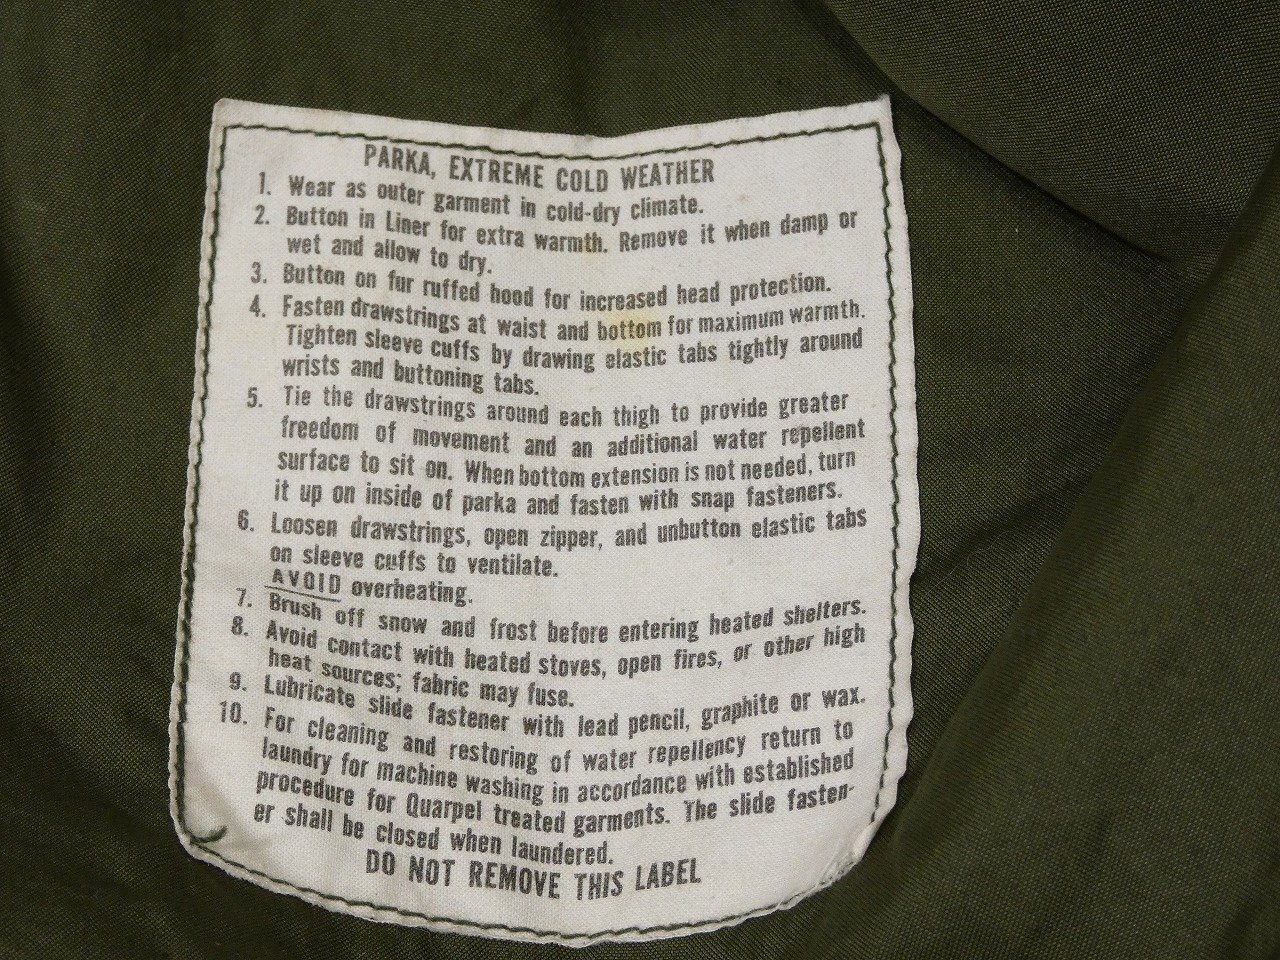 PARKA, EXTREME COLD WEATHER
1. Wear as outer garment in cold-dry climate.
2. Button in Liner for extra warmth. Remove it when damp or
wet and allow to dry.
3. Button on fur ruffed hood for increased head protection.
4. Fasten drawstrings at waist and bottom for maximum warmth.
Tighten sleeve cuffs by drawing elastic tabs tightly around
wrists and buttoning tabs.
5. Tie the drawstrings around each thigh to provide greater
freedom of movement and an additional water repellent
surface to sit on. When bottom extension is not needed, turn
it up on inside of parka and fasten with snap fasteners.
6. Loosen drawstrings, open zipper, and unbutton elastic tabs
on sleeve cuffs to ventilate.
AVOID overheating.
7. Brush off snow and frost before entering heated shelters.
8. Avoid contact with heated stoves, open fires, or other high
heat sources; fabric may fuse.
9. Lubricate slide fastener with lead pencil, graphite or wax.
10. For cleaning and restoring of water repellency return to
laundry for machine washing in accordance with established
procedure for Quarpel treated garments. The slide fasten-
er shall be closed when laundered.
DO NOT REMOVE THIS LABEL